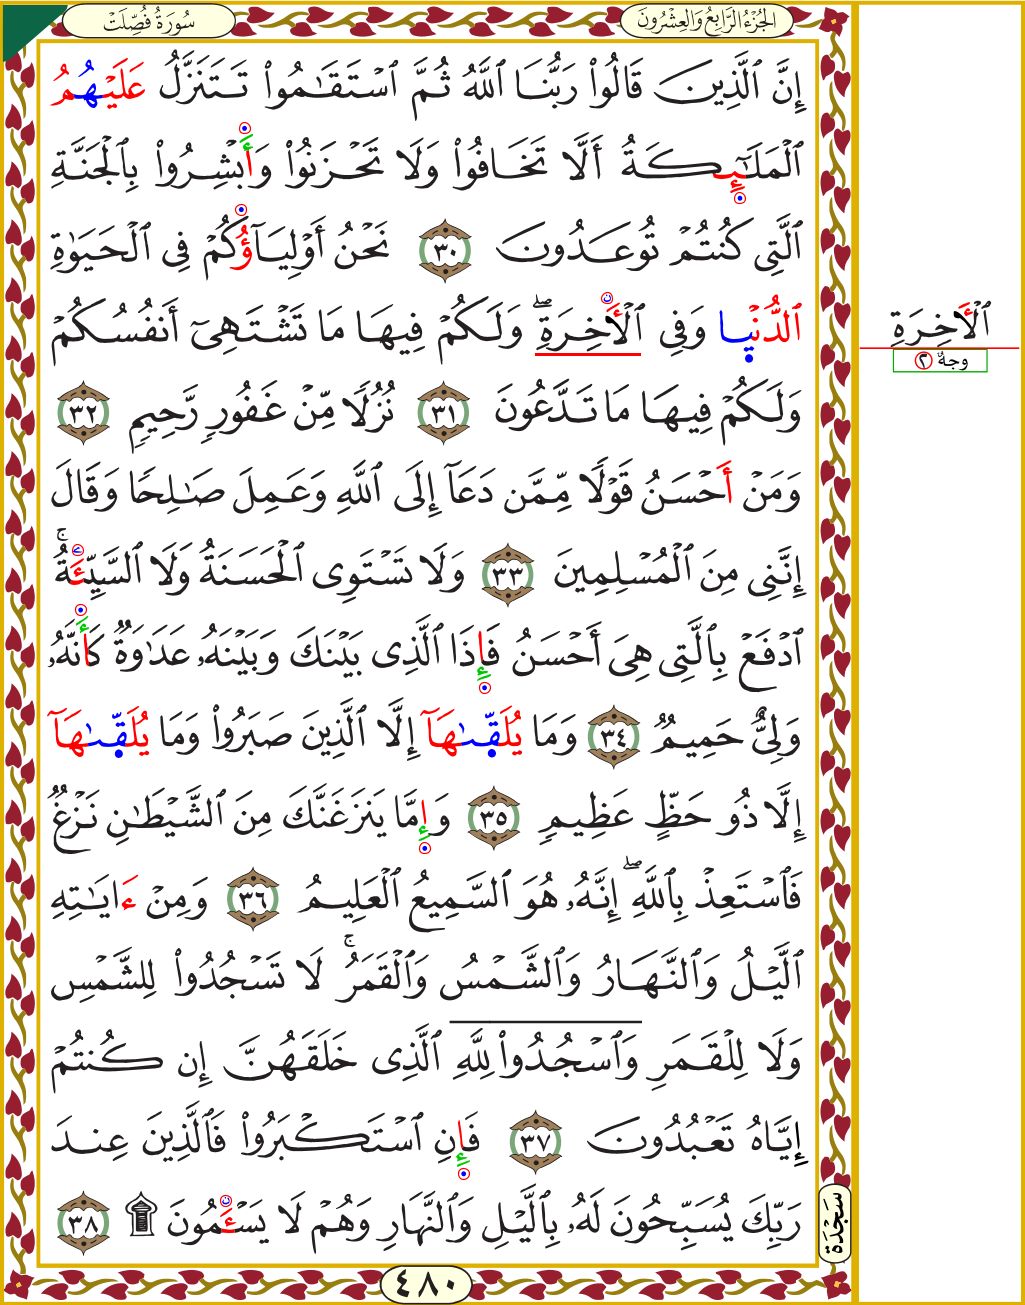 سُورَةُ فُصِّلَتْ
الجُزْءُ الرَّابِعُ وَالعِشْرُونَ
إِنَّ ٱلَّذِينَ قَالُوا۟ رَبُّنَا ٱللَّهُ ثُمَّ ٱسْتَقَـٰمُوا۟ تَتَنَزَّلُ عَلَيْهُمُ
ٱلْمَلَـٰٓئِكَةُ أَلَّا تَخَافُوا۟ وَلَا تَحْزَنُوا۟ وَأَبْشِرُوا۟ بِٱلْجَنَّةِ
ٱلَّتِى كُنتُمْ تُوعَدُونَ ٣٠ نَحْنُ أَوْلِيَآؤُكُمْ فِى ٱلْحَيَوٰةِ
ٱلدُّنْيٜا وَفِى ٱلْـَٔاخِرَةِ ۖ وَلَكُمْ فِيهَا مَا تَشْتَهِىٓ أَنفُسُكُمْ
وَلَكُمْ فِيهَا مَا تَدَّعُونَ ٣١ نُزُلًا مِّنْ غَفُورٍ رَّحِيمٍ ٣٢
وَمَنْ أَحْسَنُ قَوْلًا مِّمَّن دَعَآ إِلَى ٱللَّهِ وَعَمِلَ صَـٰلِحًا وَقَالَ
إِنَّنِى مِنَ ٱلْمُسْلِمِينَ ٣٣ وَلَا تَسْتَوِى ٱلْحَسَنَةُ وَلَا ٱلسَّيِّئَةُ ۚ
ٱدْفَعْ بِٱلَّتِى هِىَ أَحْسَنُ فَإِذَا ٱلَّذِى بَيْنَكَ وَبَيْنَهُۥ عَدَٰوَةٌ كَأَنَّهُۥ
وَلِىٌّ حَمِيمٌ ٣٤ وَمَا يُلَقّٜىٰهَآ إِلَّا ٱلَّذِينَ صَبَرُوا۟ وَمَا يُلَقّٜىٰهَآ
إِلَّا ذُو حَظٍّ عَظِيمٍ ٣٥ وَإِمَّا يَنزَغَنَّكَ مِنَ ٱلشَّيْطَـٰنِ نَزْغٌ
فَٱسْتَعِذْ بِٱللَّهِ ۖ إِنَّهُۥ هُوَ ٱلسَّمِيعُ ٱلْعَلِيمُ ٣٦ وَمِنْ ءَايَـٰتِهِ
ٱلَّيْلُ وَٱلنَّهَارُ وَٱلشَّمْسُ وَٱلْقَمَرُ ۚ لَا تَسْجُدُوا۟ لِلشَّمْسِ
وَلَا لِلْقَمَرِ وَٱسْجُدُوا۟ لِلَّهِ ٱلَّذِى خَلَقَهُنَّ إِن كُنتُمْ
إِيَّاهُ تَعْبُدُونَ ٣٧ فَإِنِ ٱسْتَكْبَرُوا۟ فَٱلَّذِينَ عِندَ
رَبِّكَ يُسَبِّحُونَ لَهُۥ بِٱلَّيْلِ وَٱلنَّهَارِ وَهُمْ لَا يَسْـَٔمُونَ ۩ ٣٨
سَجْدَة
٤٨٠
ٱلْـَٔاخِرَةِ
وجهٌ ٢